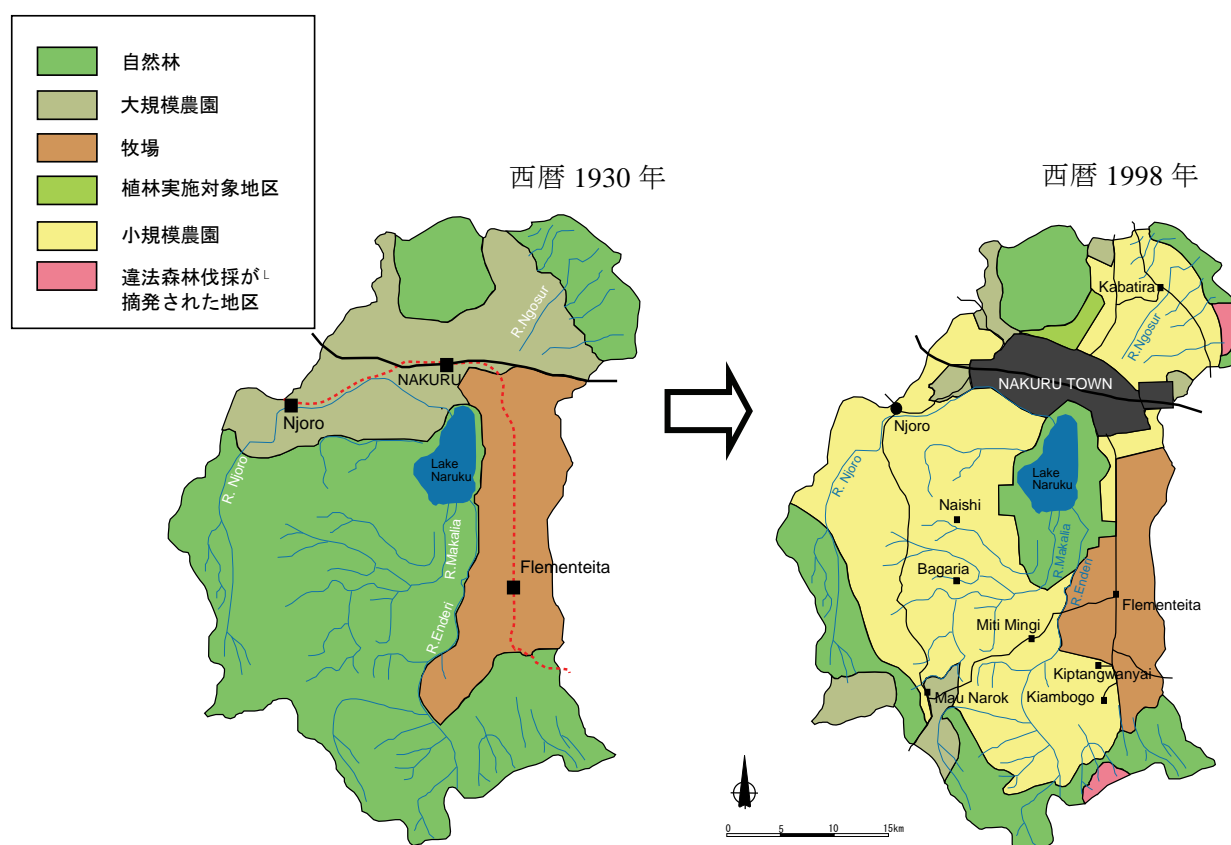 自然林
大規模農園
牧場
植林実施対象地区
小規模農園
違法森林伐採が└
摘発された地区
西暦 1930 年
R.Ngosur
NAKURU
Njoro
R. Njoro
Lake
Naruku
R.Makalia
R.Enderi
Flementeita
西暦 1998 年
Kabatira
R.Ngosur
NAKURU TOWN
Njoro
R. Njoro
Lake
Naruku
Naishi
R.Makalia
Bagaria
R.Enderi
Flementeita
Miti Mingi
Kiptangwanyai
Mau Narok
Kiambogo
0 5 10 15km